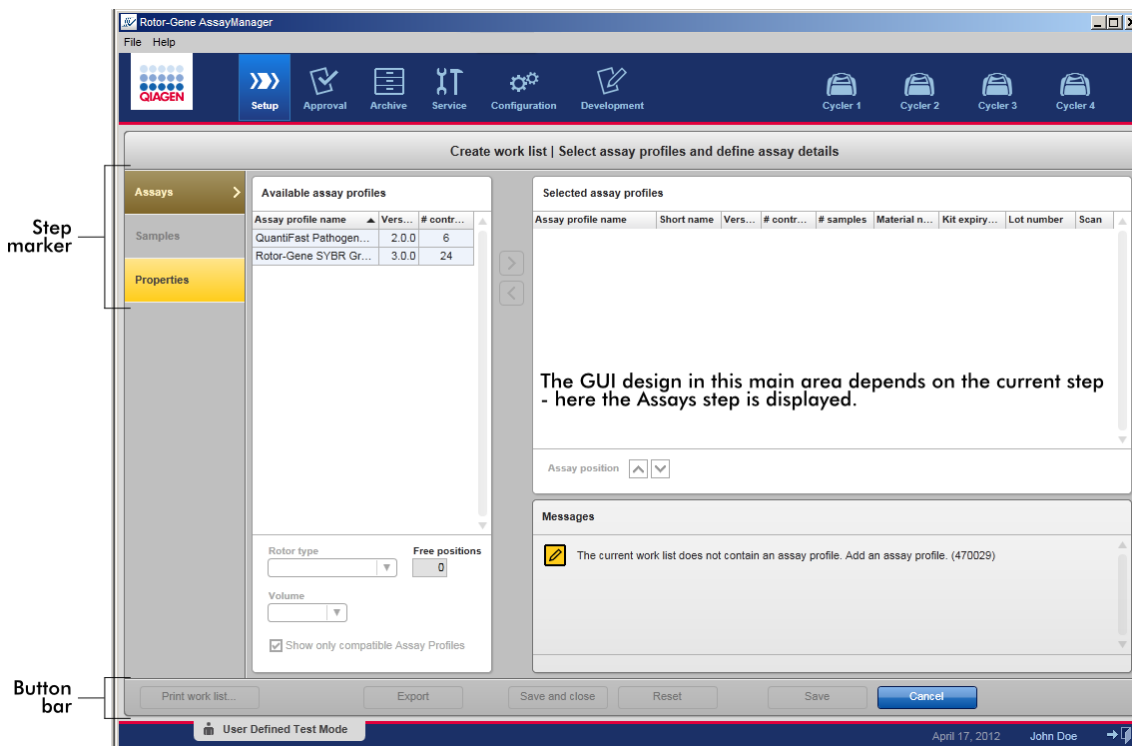 Rotor-Gene AssayManager
File Help
QIAGEN
Setup Approval Archive Service Configuration Development Cycler 1 Cycler 2 Cycler 3 Cycler 4
Create work list | Select assay profiles and define assay details
Step
marker
Assays
Samples
Properties
Available assay profiles
Assay profile name Vers... # contr...
QuantiFast Pathogen... 2.0.0 6
Rotor-Gene SYBR Gr... 3.0.0 24
Rotor type Free positions
0
Volume
Show only compatible Assay Profiles
Selected assay profiles
Assay profile name Short name Vers... # contr... # samples Material n... Kit expiry... Lot number Scan
The GUI design in this main area depends on the current step
- here the Assays step is displayed.
Assay position
Messages
The current work list does not contain an assay profile. Add an assay profile. (470029)
Button
bar
Print work list... Export Save and close Reset Save Cancel
User Defined Test Mode April 17, 2012 John Doe